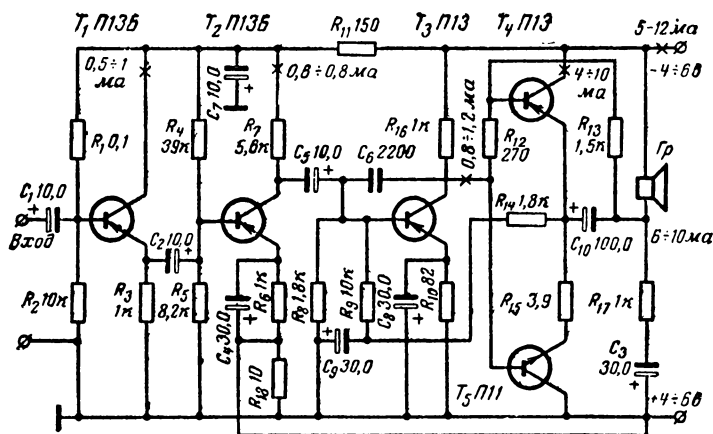 T₁ П13Б
T₂ П13Б
R₁₁ 150
T₃ П13
T₄ П13
5-12 ма
-4÷6в
0,5÷1 ма
C₇ 10,0
+
0,8÷0,8 ма
4÷10 ма
R₁ 0,1
R₄ 39к
R₇ 5,6к
R₁₆ 1к
0,8÷1,2 ма
R₁₂ 270
R₁₃ 1,5к
Гр
C₅ 10,0
+
C₆ 2200
C₁ 10,0
+
Вход
R₁₄ 1,8к
+
C₁₀ 100,0
6÷10 ма
C₂ 10,0
+
R₂ 10к
R₃ 1к
R₅ 8,2к
C₄ 30,0
+
R₆ 1к
R₈ 1,8к
R₉ 10к
C₈ 30,0
+
R₁₀ 82
R₁₅ 3,9
R₁₇ 1к
C₉ 30,0
+
R₁₈ 10
T₅ П11
C₃ 30,0
+
+4÷6в